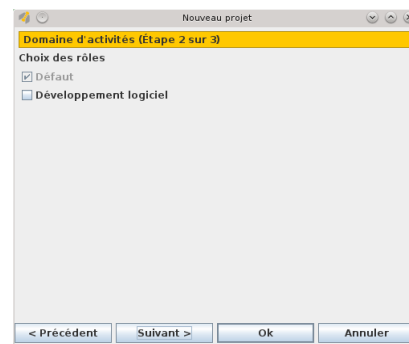 Nouveau projet
Domaine d'activités (Étape 2 sur 3)
Choix des rôles
Défaut
Développement logiciel
< Précédent Suivant > Ok Annuler